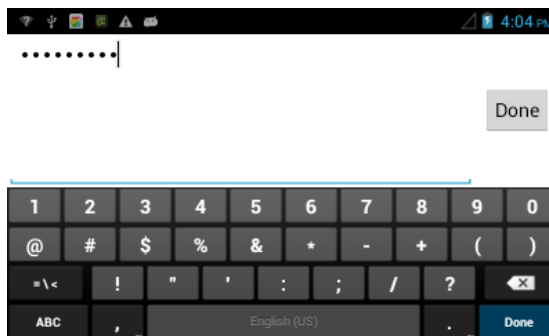 4:04 PM
•••••••••
Done
1 2 3 4 5 6 7 8 9 0
@ # $ % & * - + ( )
= \ < ! " ' : ; / ?
ABC , English (US) . Done